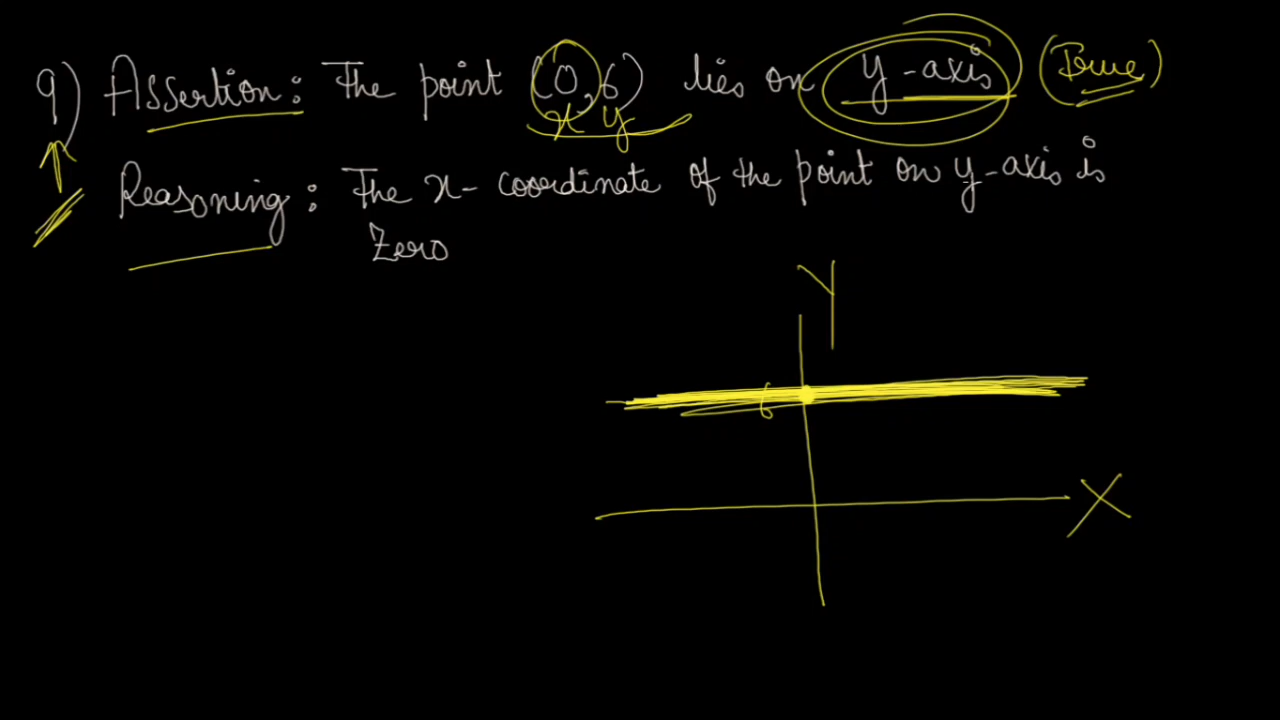 9) Assertion: The point (0,6) lies on y-axis (True)
x y
Reasoning: The x-coordinate of the point on y-axis is
Zero
Y
6
X